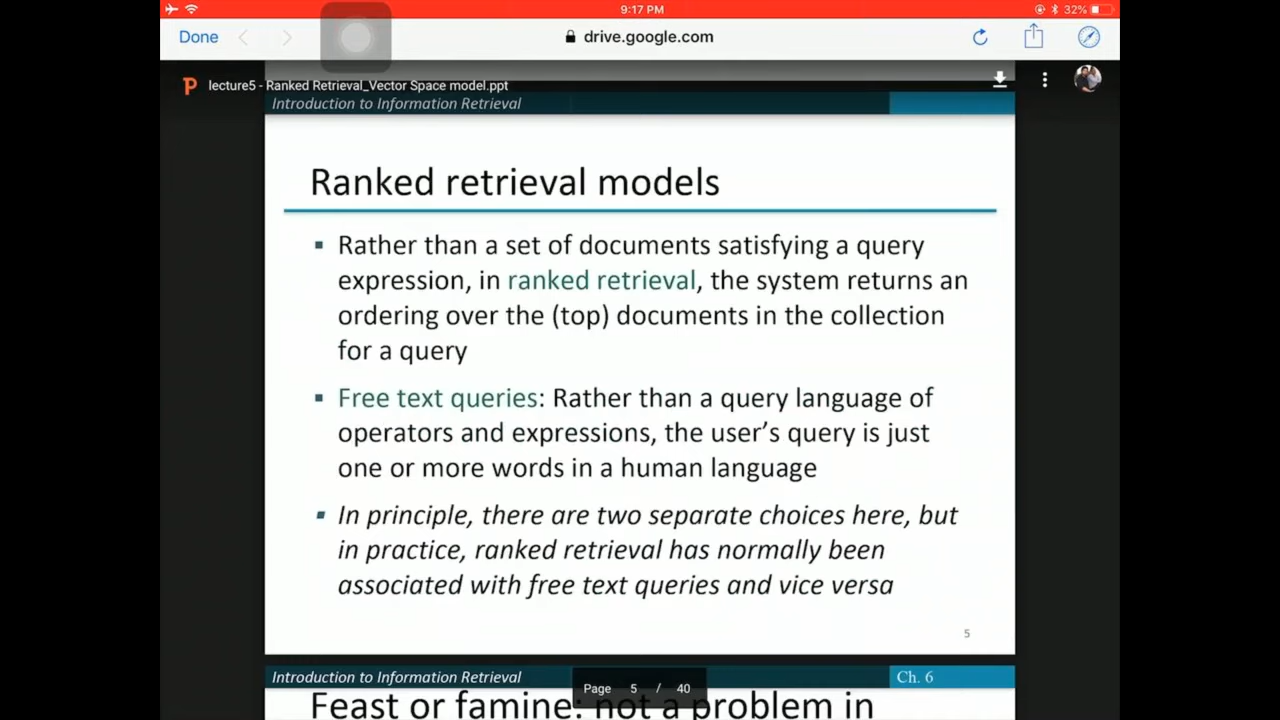 9:17 PM
32%
Done
drive.google.com
lecture5 - Ranked Retrieval_Vector Space model.ppt
Introduction to Information Retrieval
Ranked retrieval models
▪ Rather than a set of documents satisfying a query
expression, in ranked retrieval, the system returns an
ordering over the (top) documents in the collection
for a query
▪ Free text queries: Rather than a query language of
operators and expressions, the user's query is just
one or more words in a human language
▪ In principle, there are two separate choices here, but
in practice, ranked retrieval has normally been
associated with free text queries and vice versa
5
Introduction to Information Retrieval
Ch. 6
Page 5 / 40
Feast or famine: not a problem in